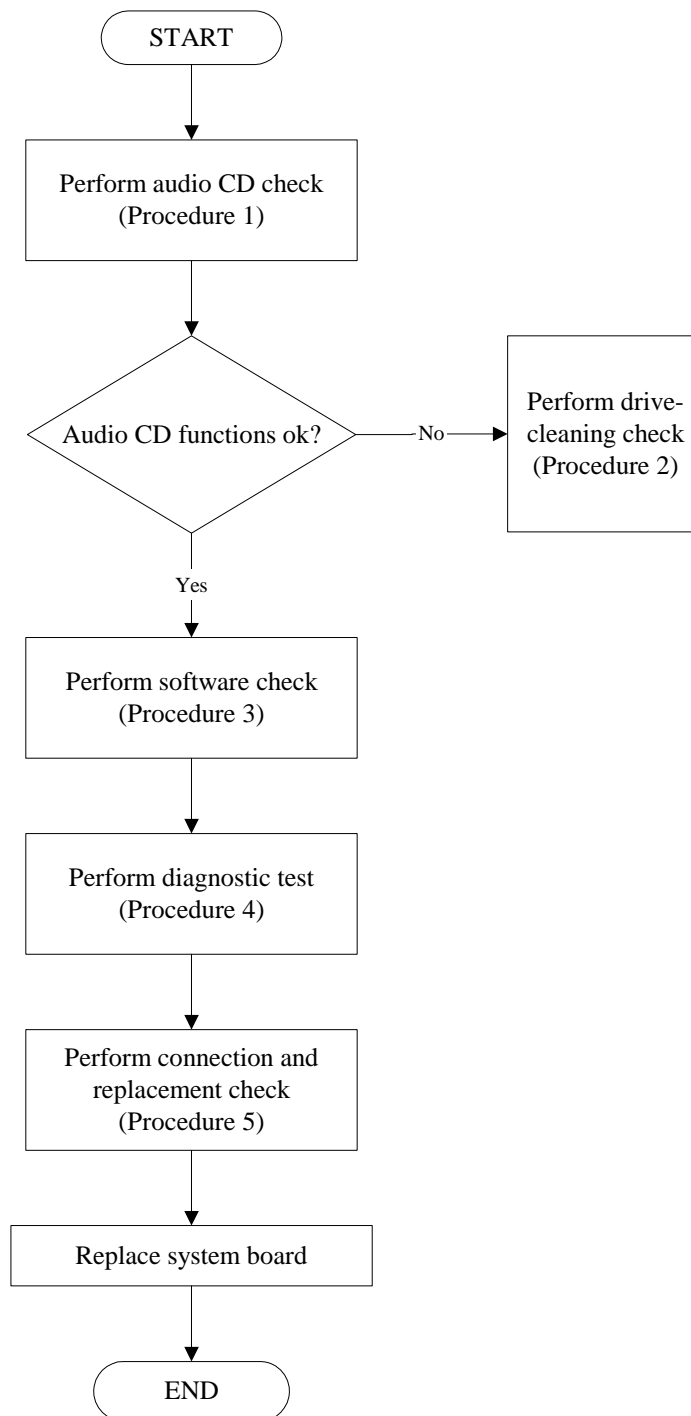 START
Perform audio CD check
(Procedure 1)
Audio CD functions ok?
No
Perform drive-
cleaning check
(Procedure 2)
Yes
Perform software check
(Procedure 3)
Perform diagnostic test
(Procedure 4)
Perform connection and
replacement check
(Procedure 5)
Replace system board
END